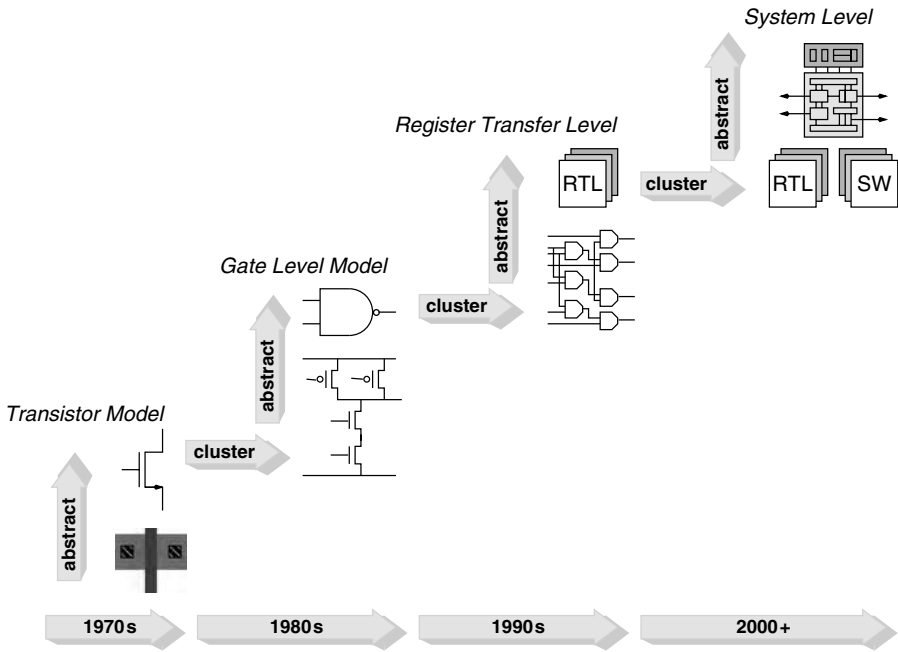 System Level
abstract
Register Transfer Level
RTL
cluster
RTL
SW
abstract
Gate Level Model
cluster
abstract
Transistor Model
cluster
abstract
1970s
1980s
1990s
2000+